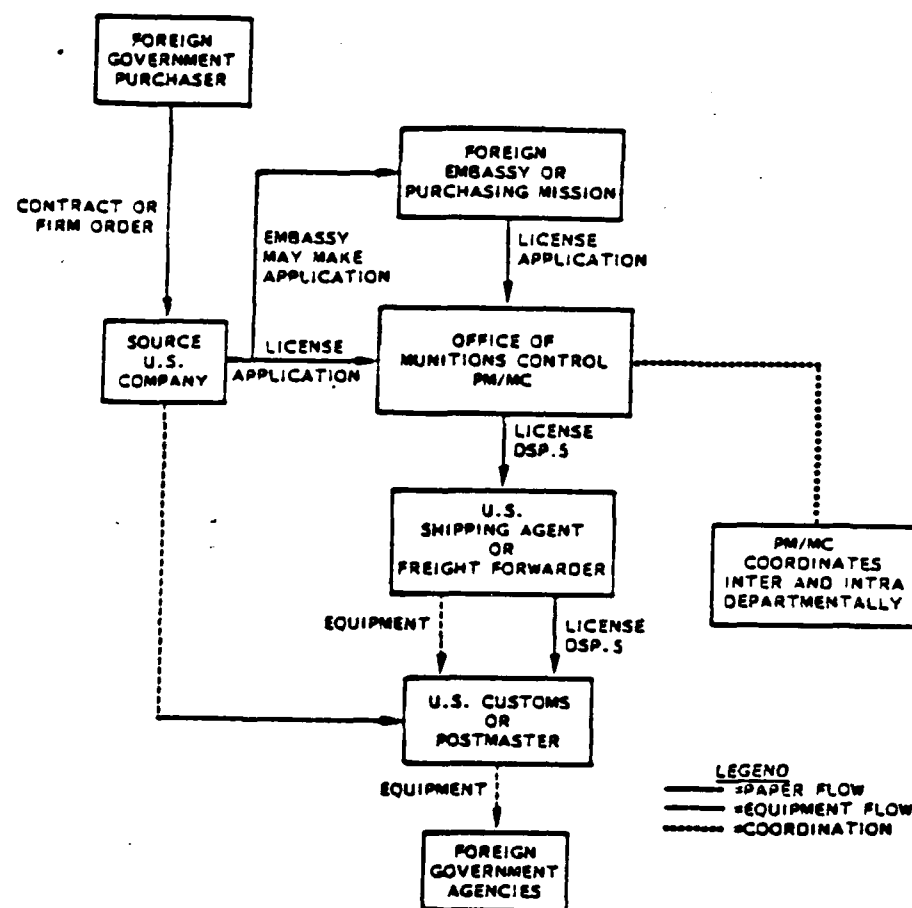 FOREIGN
GOVERNMENT
PURCHASER
FOREIGN
EMBASSY OR
PURCHASING MISSION
CONTRACT OR
FIRM ORDER
EMBASSY
MAY MAKE
APPLICATION
LICENSE
APPLICATION
SOURCE
U.S.
COMPANY
LICENSE
APPLICATION
OFFICE OF
MUNITIONS CONTROL
PM/MC
LICENSE
DSP.5
U.S.
SHIPPING AGENT
OR
FREIGHT FORWARDER
PM/MC
COORDINATES
INTER AND INTRA
DEPARTMENTALLY
EQUIPMENT
LICENSE
DSP.5
U.S. CUSTOMS
OR
POSTMASTER
EQUIPMENT
LEGEND
=PAPER FLOW
=EQUIPMENT FLOW
=COORDINATION
FOREIGN
GOVERNMENT
AGENCIES